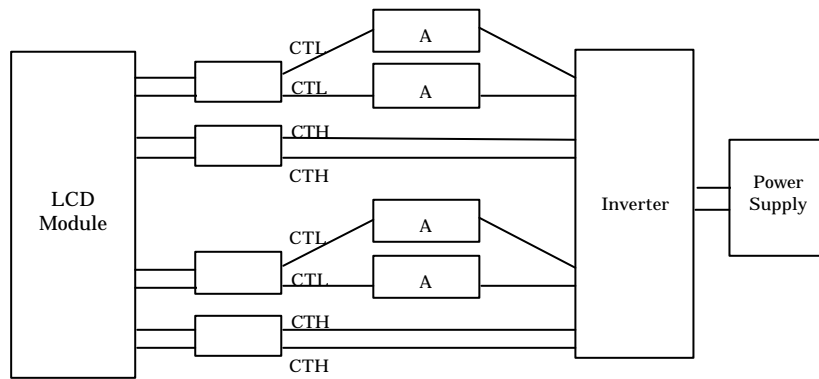 A
CTL
A
CTL
CTH
CTH
LCD
Module
Inverter
Power
Supply
A
CTL
A
CTL
CTH
CTH